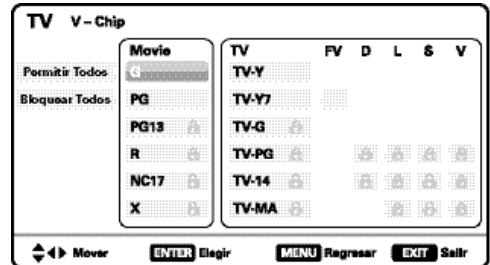 TV V-Chip
Movie TV FV D L S V
Permitir Todos G TV-Y
Bloquear Todos PG TV-Y7
PG13 TV-G
R TV-PG
NC17 TV-14
X TV-MA
Mover ENTER Elegir MENU Regresar EXIT Salir